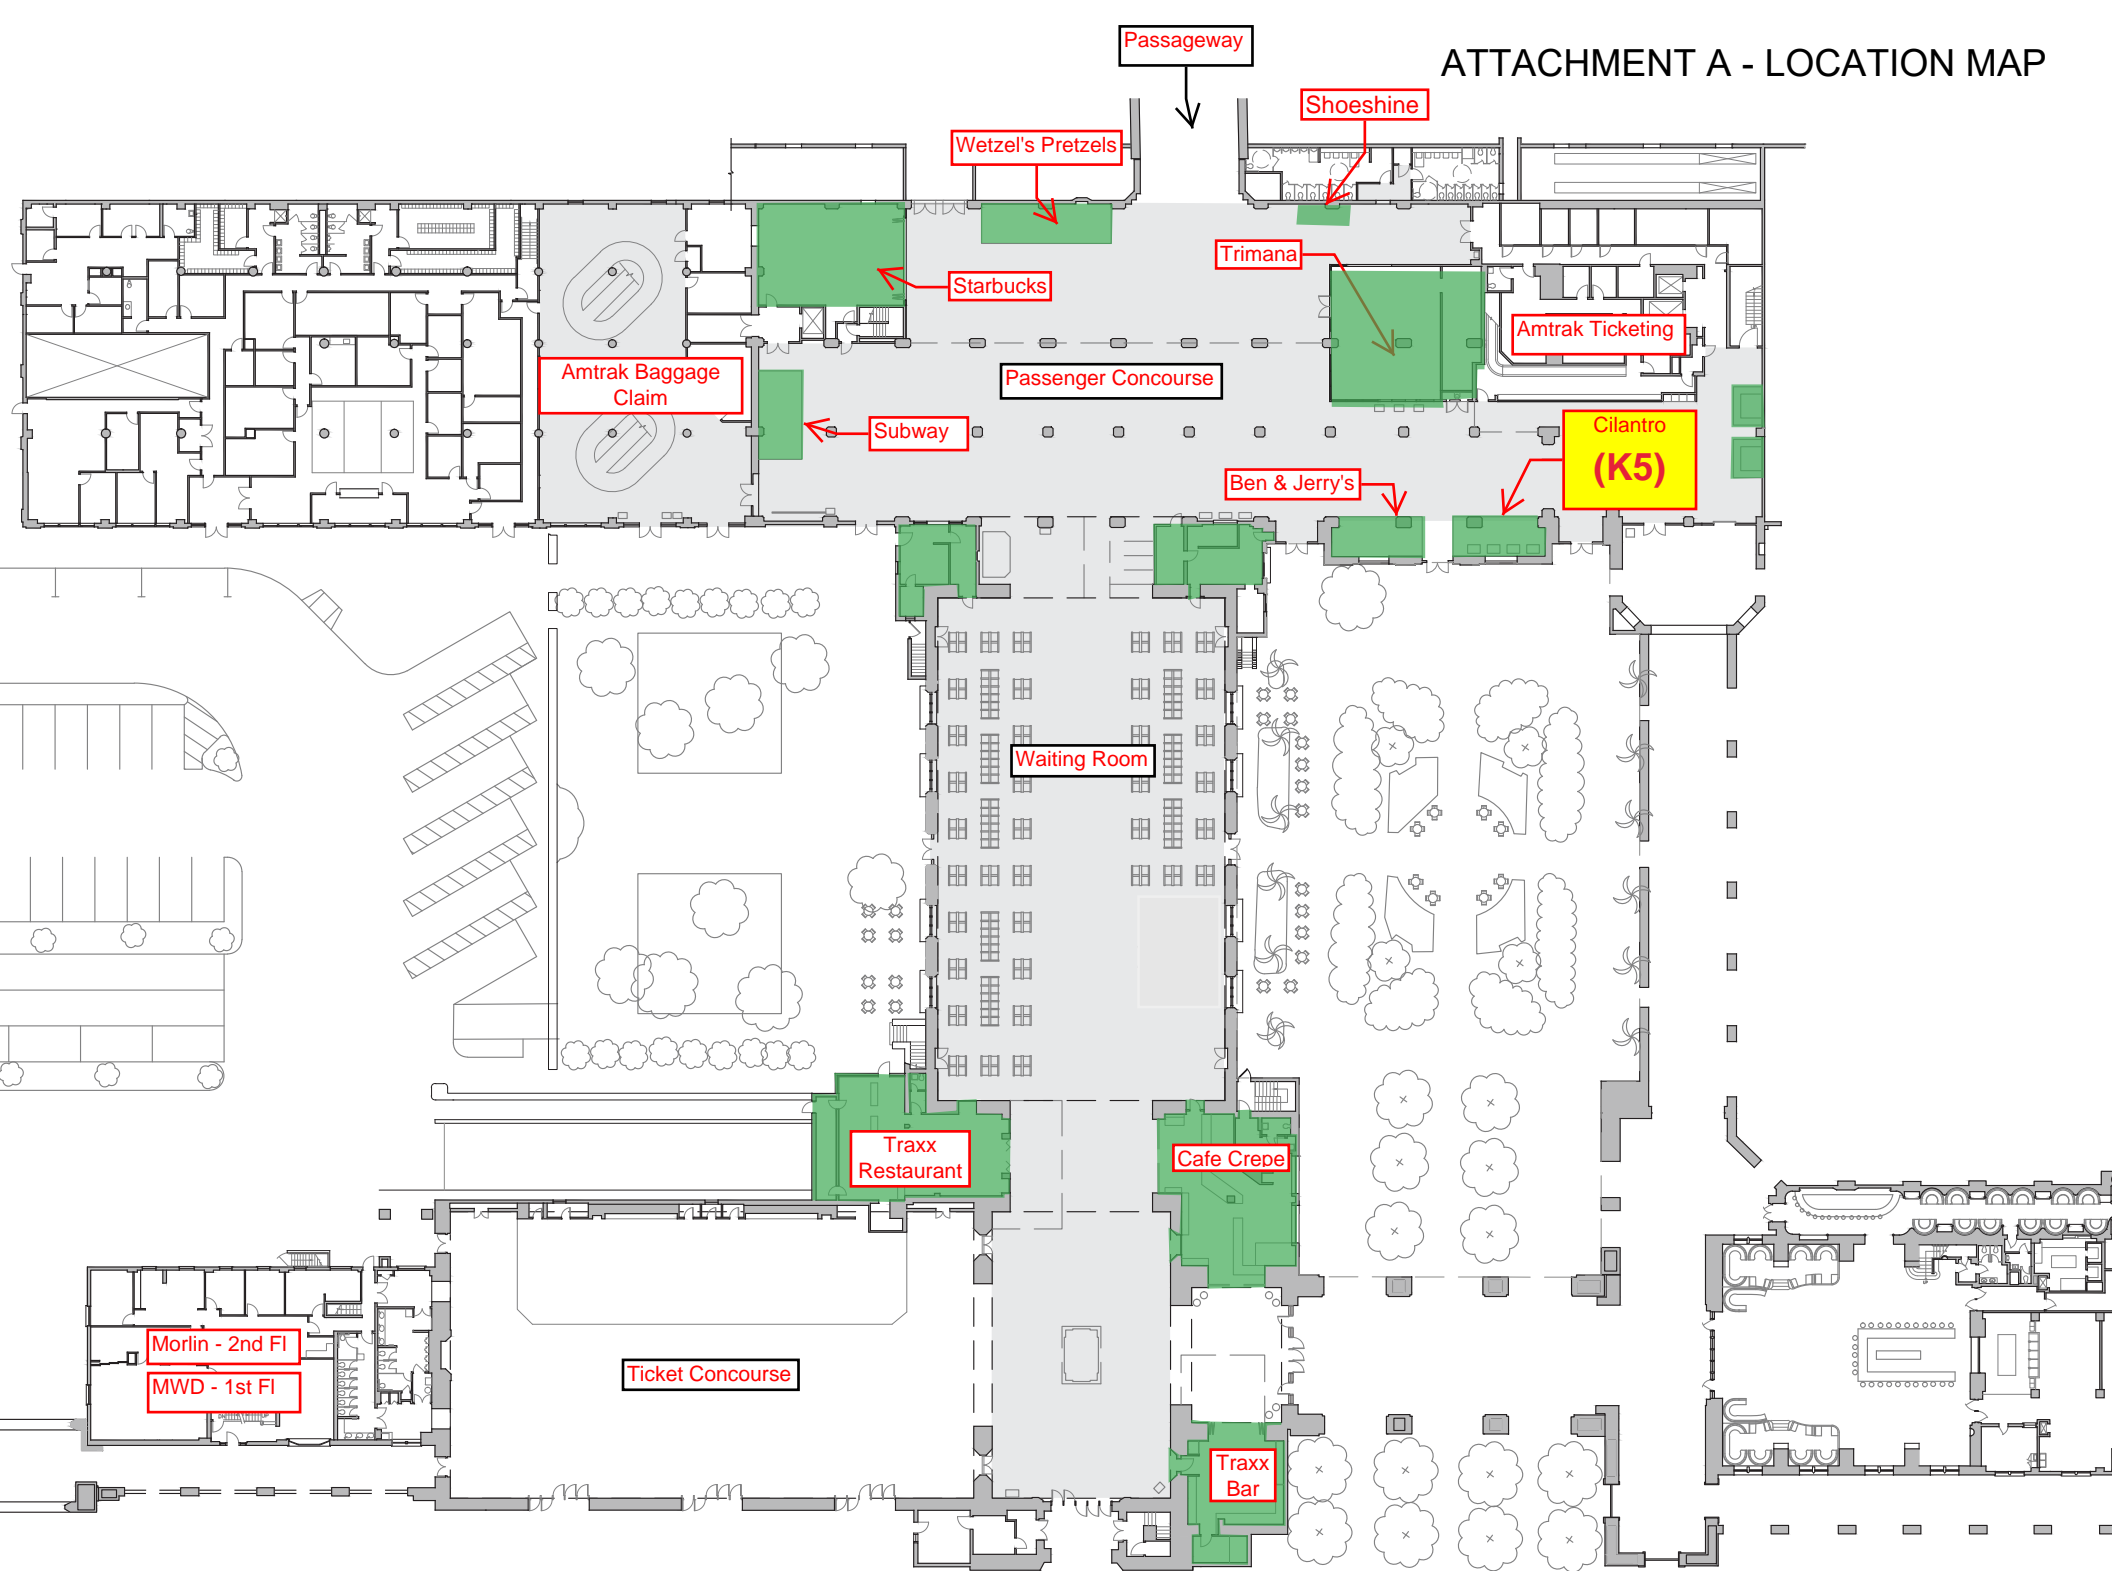 Passageway
ATTACHMENT A - LOCATION MAP
Shoeshine
Wetzel's Pretzels
Trimana
Starbucks
Amtrak Ticketing
Amtrak Baggage
Claim
Passenger Concourse
Subway
Cilantro
(K5)
Ben & Jerry's
Waiting Room
Traxx
Restaurant
Cafe Crepe
Morlin - 2nd Fl
MWD - 1st Fl
Ticket Concourse
Traxx
Bar